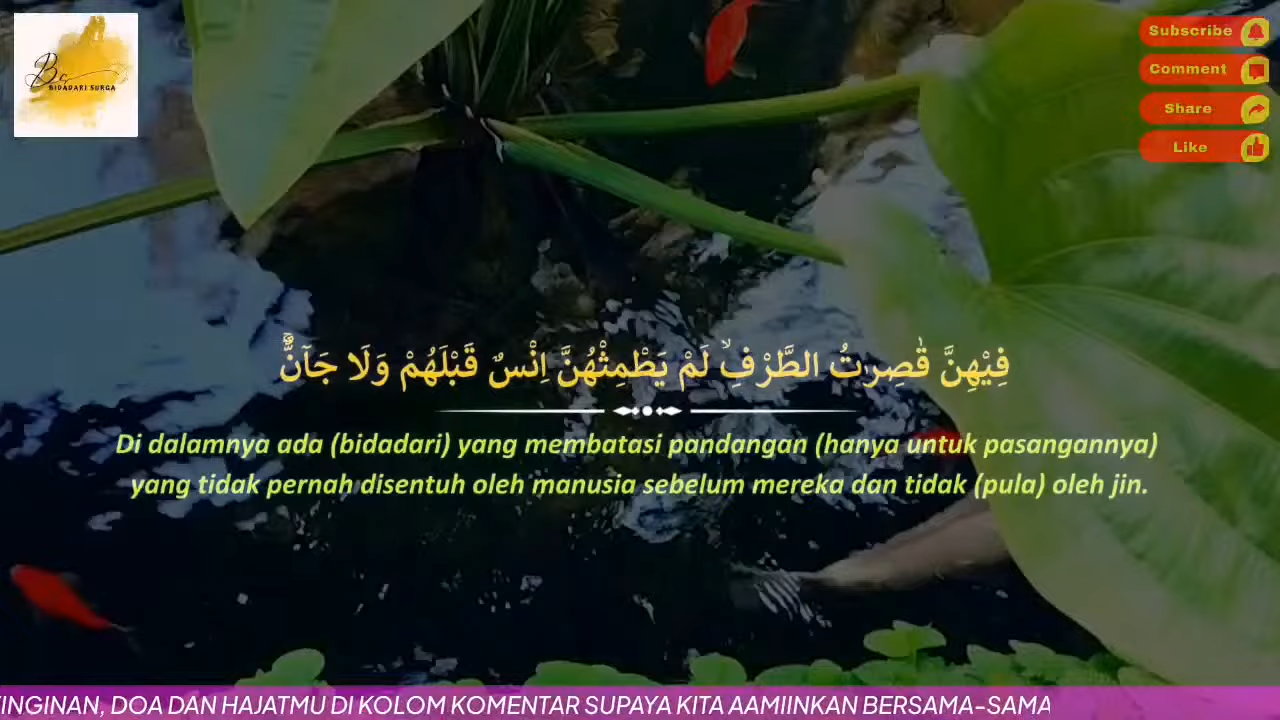 Bs
BIDADARI SURGA
Subscribe
Comment
Share
Like
فِيْهِنَّ قٰصِرٰتُ الطَّرْفِۙ لَمْ يَطْمِثْهُنَّ اِنْسٌ قَبْلَهُمْ وَلَا جَاۤنٌّۚ
Di dalamnya ada (bidadari) yang membatasi pandangan (hanya untuk pasangannya)
yang tidak pernah disentuh oleh manusia sebelum mereka dan tidak (pula) oleh jin.
INGINAN, DOA DAN HAJATMU DI KOLOM KOMENTAR SUPAYA KITA AAMIINKAN BERSAMA-SAMA